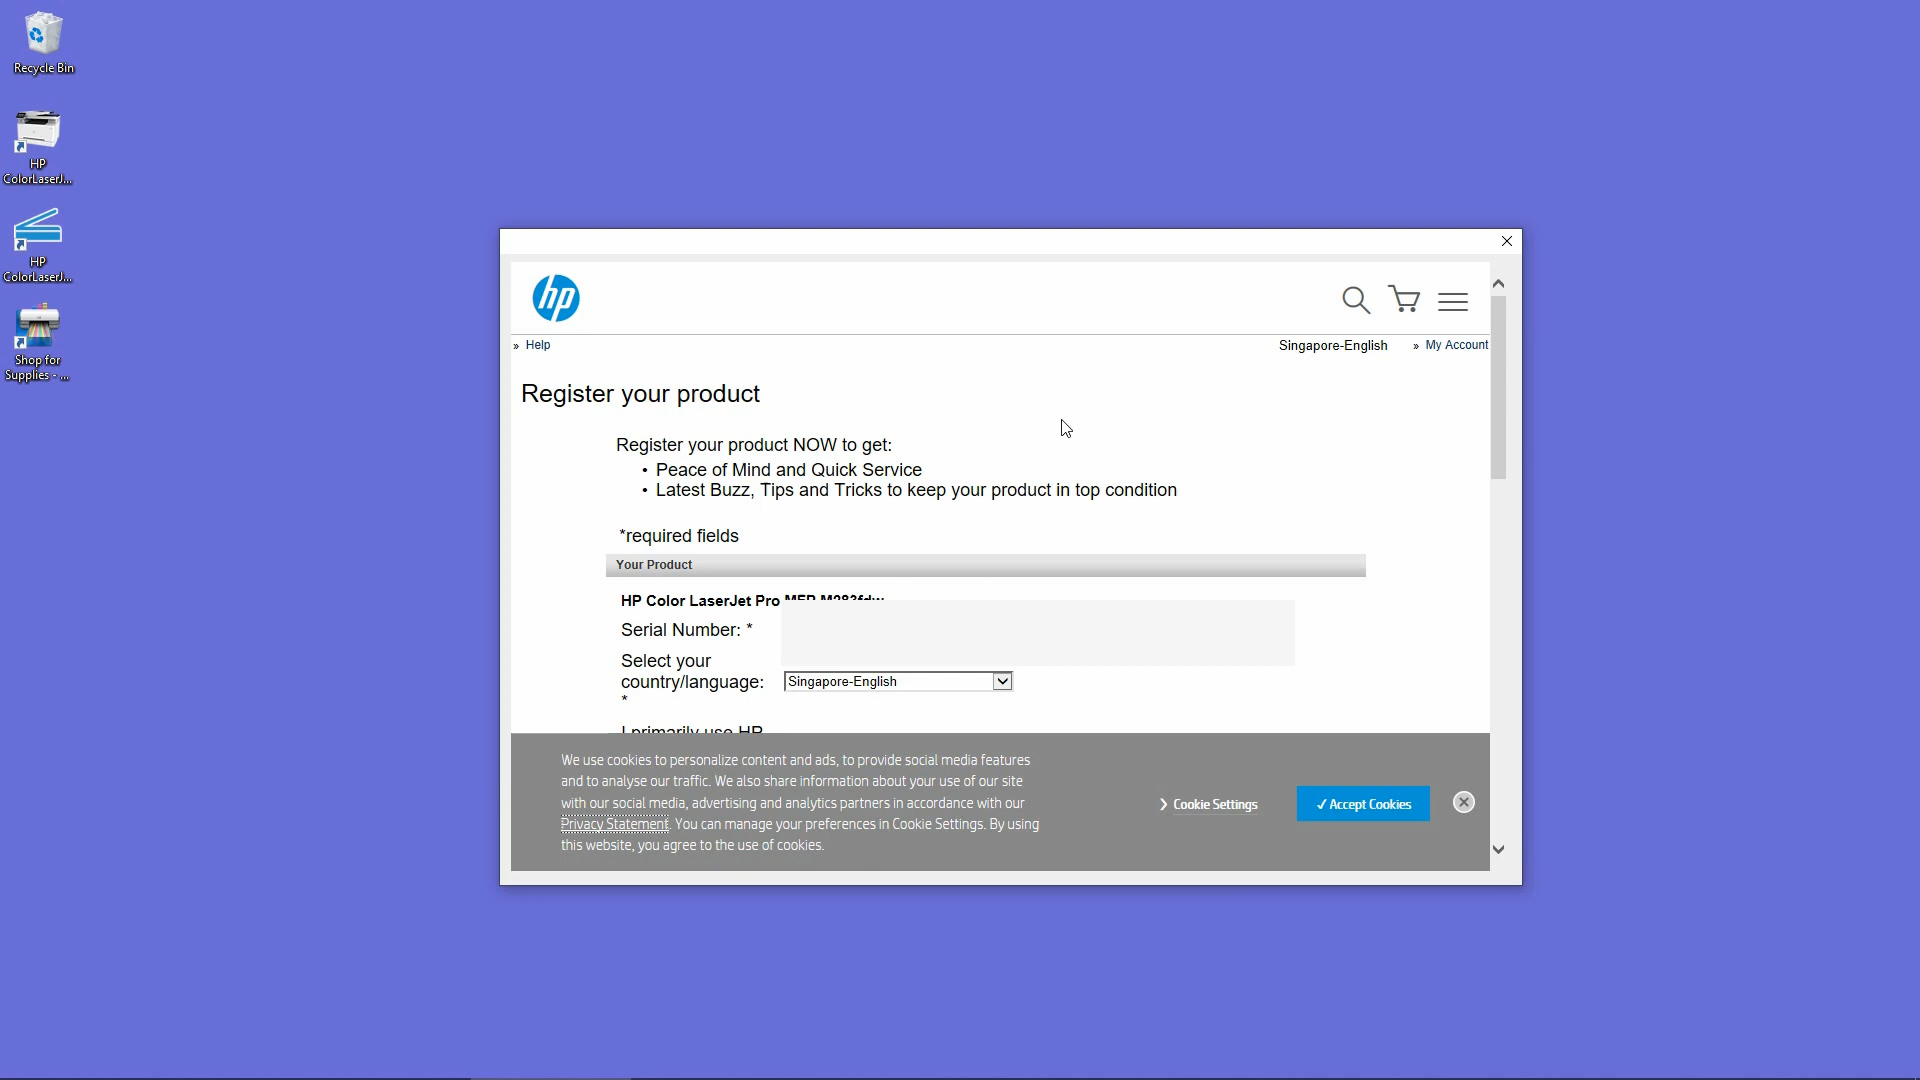 Recycle Bin
HP
ColorLaserJ...
HP
ColorLaserJ...
Shop for
Supplies - ...
hp
» Help
Singapore-English
» My Account
Register your product
Register your product NOW to get:
• Peace of Mind and Quick Service
• Latest Buzz, Tips and Tricks to keep your product in top condition
*required fields
Your Product
HP Color LaserJet Pro MFP M283fdw
Serial Number: *
Select your
country/language:
*
Singapore-English
I primarily use HP
We use cookies to personalize content and ads, to provide social media features
and to analyse our traffic. We also share information about your use of our site
with our social media, advertising and analytics partners in accordance with our
Privacy Statement. You can manage your preferences in Cookie Settings. By using
this website, you agree to the use of cookies.
Cookie Settings
✓ Accept Cookies